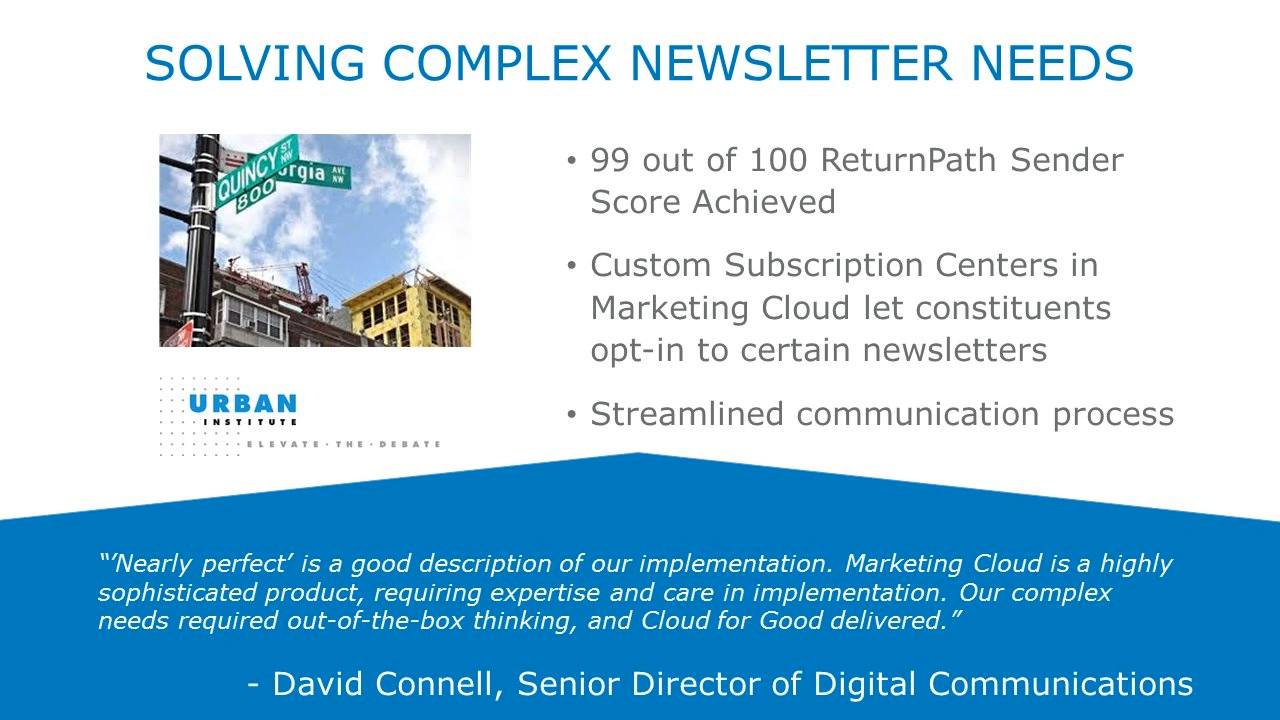 SOLVING COMPLEX NEWSLETTER NEEDS
QUINCY ST NW
orgia AVE NW
800
URBAN
INSTITUTE
ELEVATE · THE · DEBATE
• 99 out of 100 ReturnPath Sender
Score Achieved
• Custom Subscription Centers in
Marketing Cloud let constituents
opt-in to certain newsletters
• Streamlined communication process
“’Nearly perfect’ is a good description of our implementation. Marketing Cloud is a highly
sophisticated product, requiring expertise and care in implementation. Our complex
needs required out-of-the-box thinking, and Cloud for Good delivered.”
- David Connell, Senior Director of Digital Communications